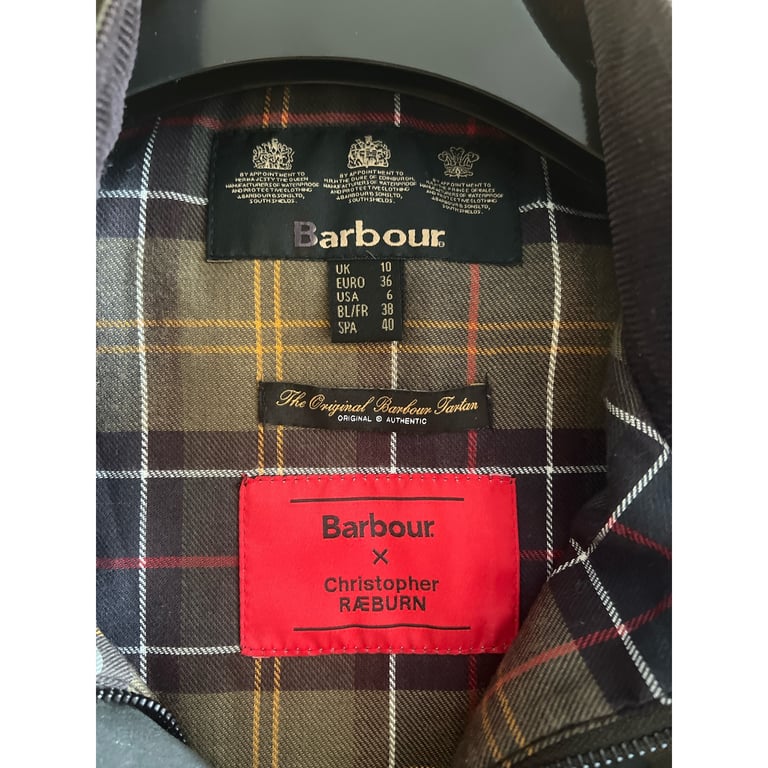 BY APPOINTMENT TO
HER MAJESTY THE QUEEN
MANUFACTURERS OF WATERPROOF
AND PROTECTIVE CLOTHING
J.BARBOUR & SONS LTD,
SOUTH SHIELDS.
BY APPOINTMENT TO
H.R.H. THE DUKE OF EDINBURGH
MANUFACTURERS OF WATERPROOF
AND PROTECTIVE CLOTHING
J.BARBOUR & SONS LTD,
SOUTH SHIELDS.
BY APPOINTMENT TO
PRINCE OF WALES
MANUFACTURERS OF WATERPROOF
AND PROTECTIVE CLOTHING
J.BARBOUR & SONS LTD,
SOUTH SHIELDS.
Barbour
UK 10
EURO 36
USA 6
BL/FR 38
SPA 40
The Original Barbour Tartan
ORIGINAL & AUTHENTIC
Barbour.
×
Christopher
RÆBURN